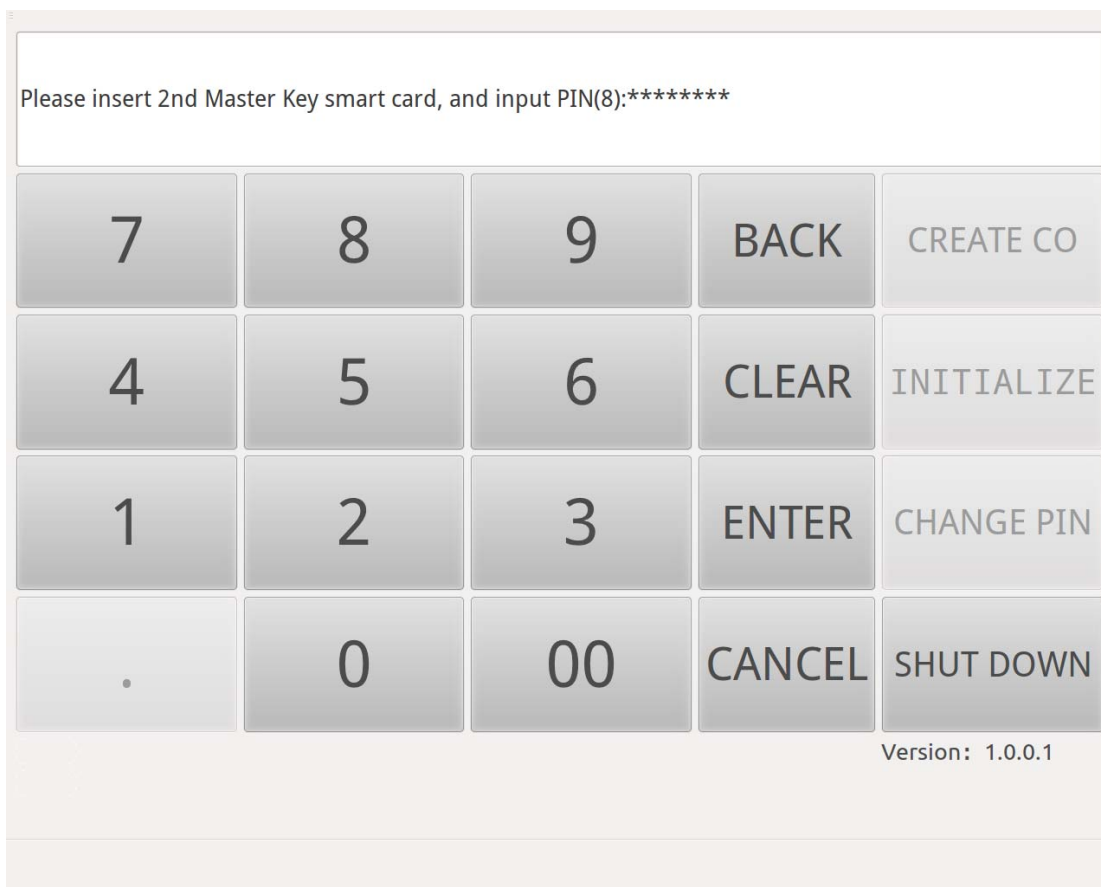 Please insert 2nd Master Key smart card, and input PIN(8):********
7 8 9 BACK CREATE CO
4 5 6 CLEAR INITIALIZE
1 2 3 ENTER CHANGE PIN
. 0 00 CANCEL SHUT DOWN
Version: 1.0.0.1